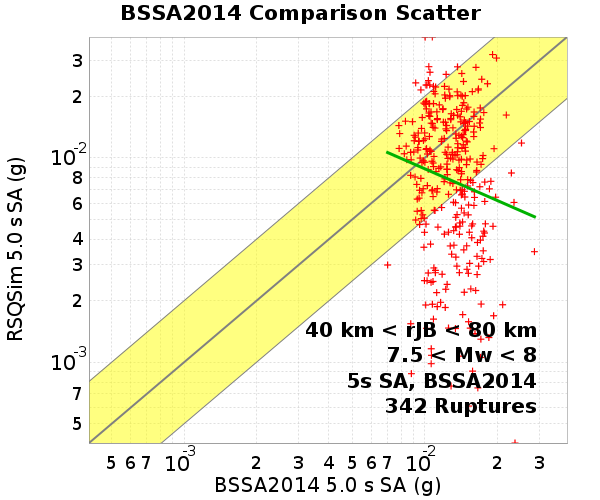 BSSA2014 Comparison Scatter
RSQSim 5.0 s SA (g)
3
2
10-2
8
6
4
3
2
10-3
7
5
40 km < rJB < 80 km
7.5 < Mw < 8
5s SA, BSSA2014
342 Ruptures
5 6 7 10-3 2 3 4 5 6 7 10-2 2 3
BSSA2014 5.0 s SA (g)